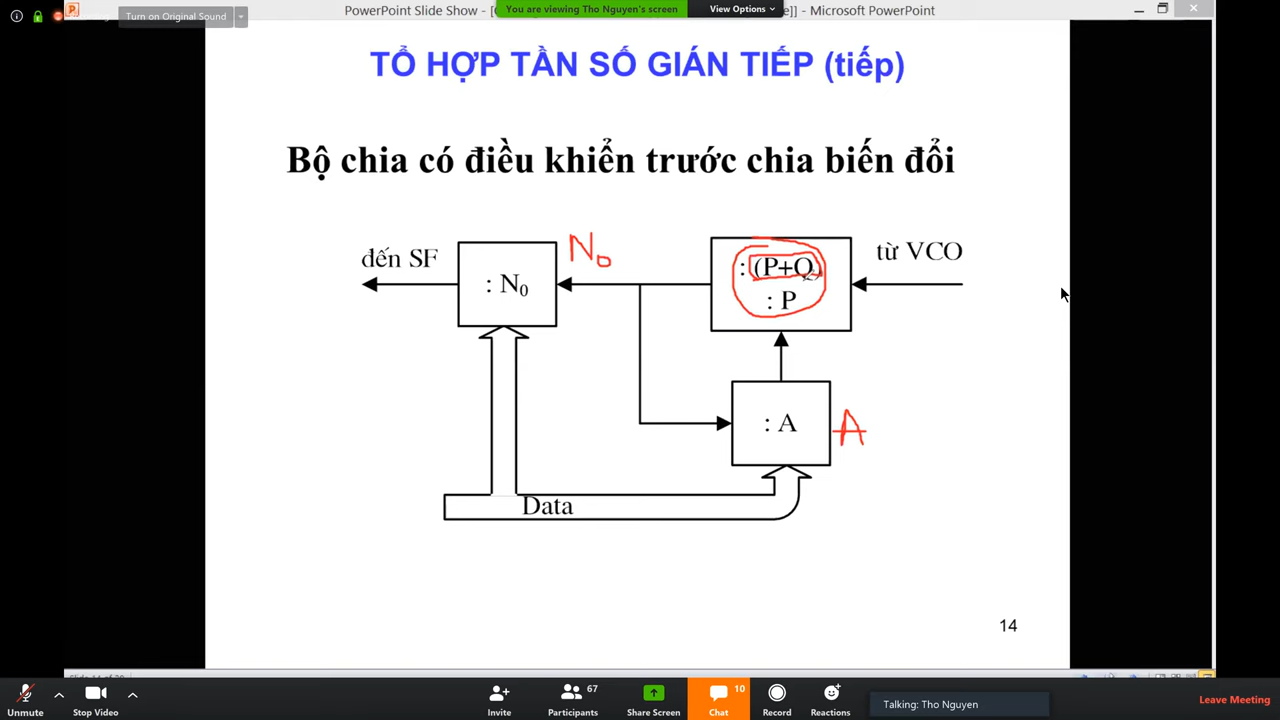 PowerPoint Slide Show - [
You are viewing Tho Nguyen's screen
View Options
]] - Microsoft PowerPoint
Turn on Original Sound
TỔ HỢP TẦN SỐ GIÁN TIẾP (tiếp)
Bộ chia có điều khiển trước chia biến đổi
đến SF
: N0
N0
: (P+Q)
: P
từ VCO
: A
A
Data
14
Unmute
Stop Video
Invite
67
Participants
Share Screen
10
Chat
Record
Reactions
Talking: Tho Nguyen
Leave Meeting